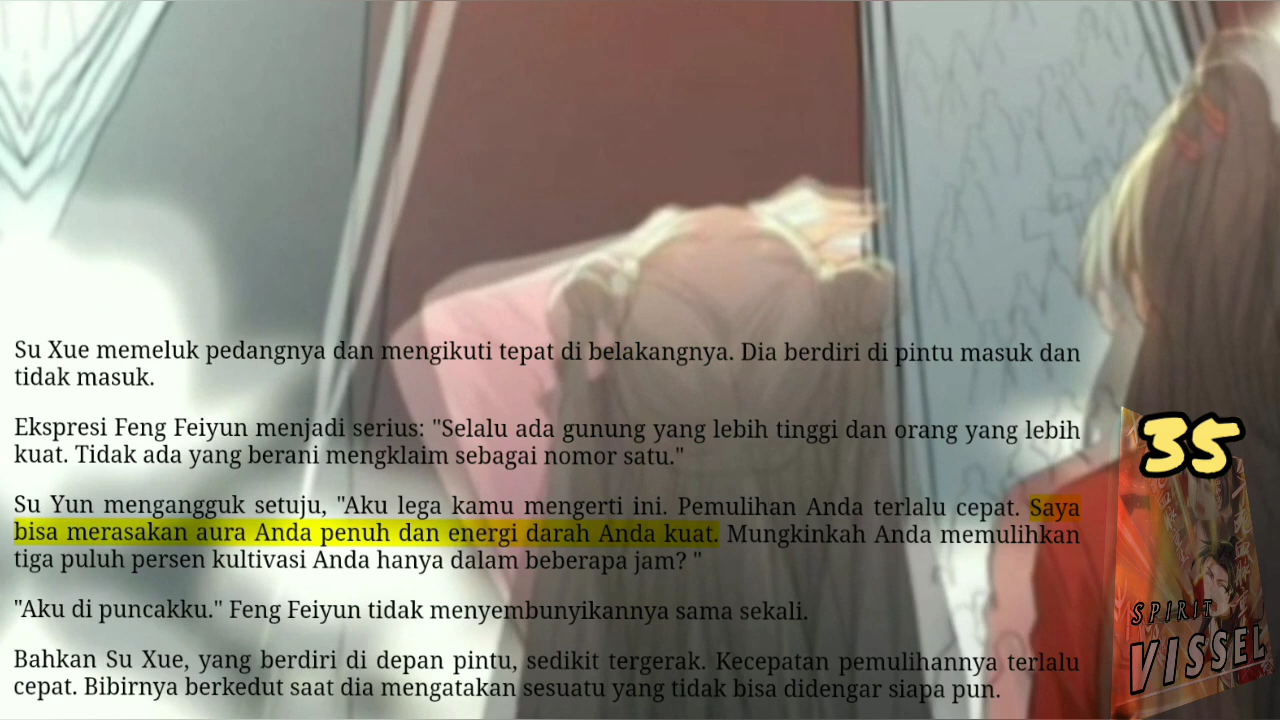 Su Xue memeluk pedangnya dan mengikuti tepat di belakangnya. Dia berdiri di pintu masuk dan
tidak masuk.
Ekspresi Feng Feiyun menjadi serius: "Selalu ada gunung yang lebih tinggi dan orang yang lebih
kuat. Tidak ada yang berani mengklaim sebagai nomor satu."
Su Yun mengangguk setuju, "Aku lega kamu mengerti ini. Pemulihan Anda terlalu cepat. Saya
bisa merasakan aura Anda penuh dan energi darah Anda kuat. Mungkinkah Anda memulihkan
tiga puluh persen kultivasi Anda hanya dalam beberapa jam? "
"Aku di puncakku." Feng Feiyun tidak menyembunyikannya sama sekali.
Bahkan Su Xue, yang berdiri di depan pintu, sedikit tergerak. Kecepatan pemulihannya terlalu
cepat. Bibirnya berkedut saat dia mengatakan sesuatu yang tidak bisa didengar siapa pun.
35
SPIRIT
VISSEL